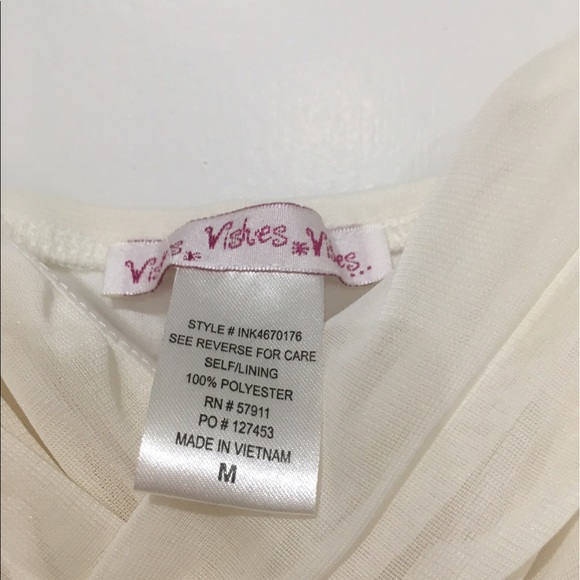 Vishes * Vishes * Vishes..
STYLE # INK4670176
SEE REVERSE FOR CARE
SELF/LINING
100% POLYESTER
RN # 57911
PO # 127453
MADE IN VIETNAM
M